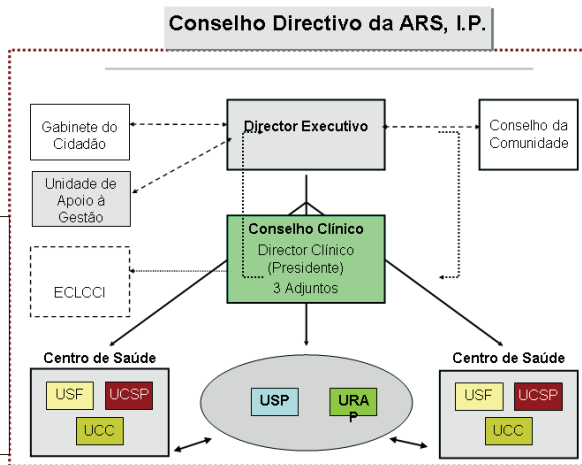 Conselho Directivo da ARS, I.P.
Gabinete do
Cidadão
Director Executivo
Conselho da
Comunidade
Unidade de
Apoio à
Gestão
Conselho Clínico
Director Clínico
(Presidente)
3 Adjuntos
ECLCCI
Centro de Saúde
USF
UCSP
UCC
USP
URA
P
Centro de Saúde
USF
UCSP
UCC